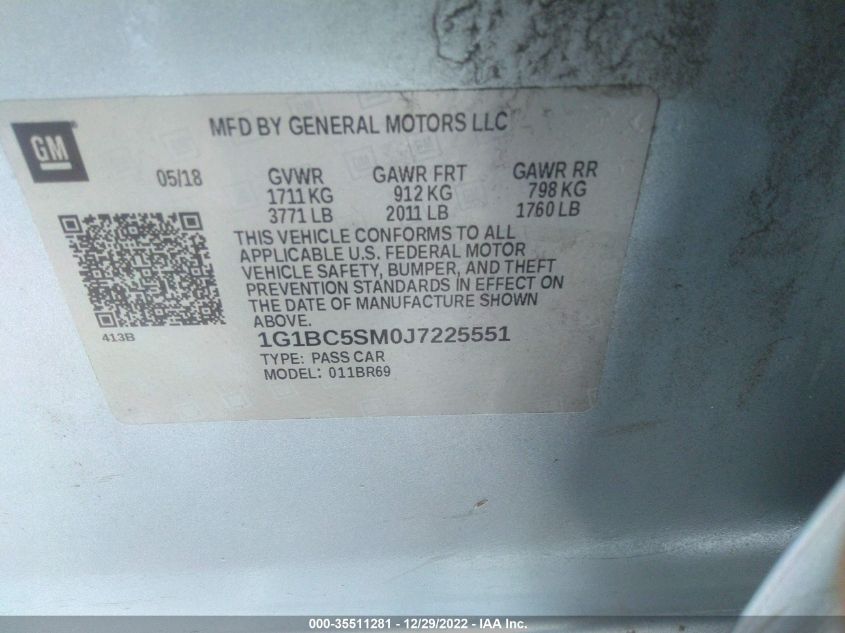 GM
MFD BY GENERAL MOTORS LLC
05/18
GVWR GAWR FRT GAWR RR
1711 KG 912 KG 798 KG
3771 LB 2011 LB 1760 LB
THIS VEHICLE CONFORMS TO ALL
APPLICABLE U.S. FEDERAL MOTOR
VEHICLE SAFETY, BUMPER, AND THEFT
PREVENTION STANDARDS IN EFFECT ON
THE DATE OF MANUFACTURE SHOWN
ABOVE.
413B
1G1BC5SM0J7225551
TYPE: PASS CAR
MODEL: 011BR69
000-35511281 - 12/29/2022 - IAA Inc.